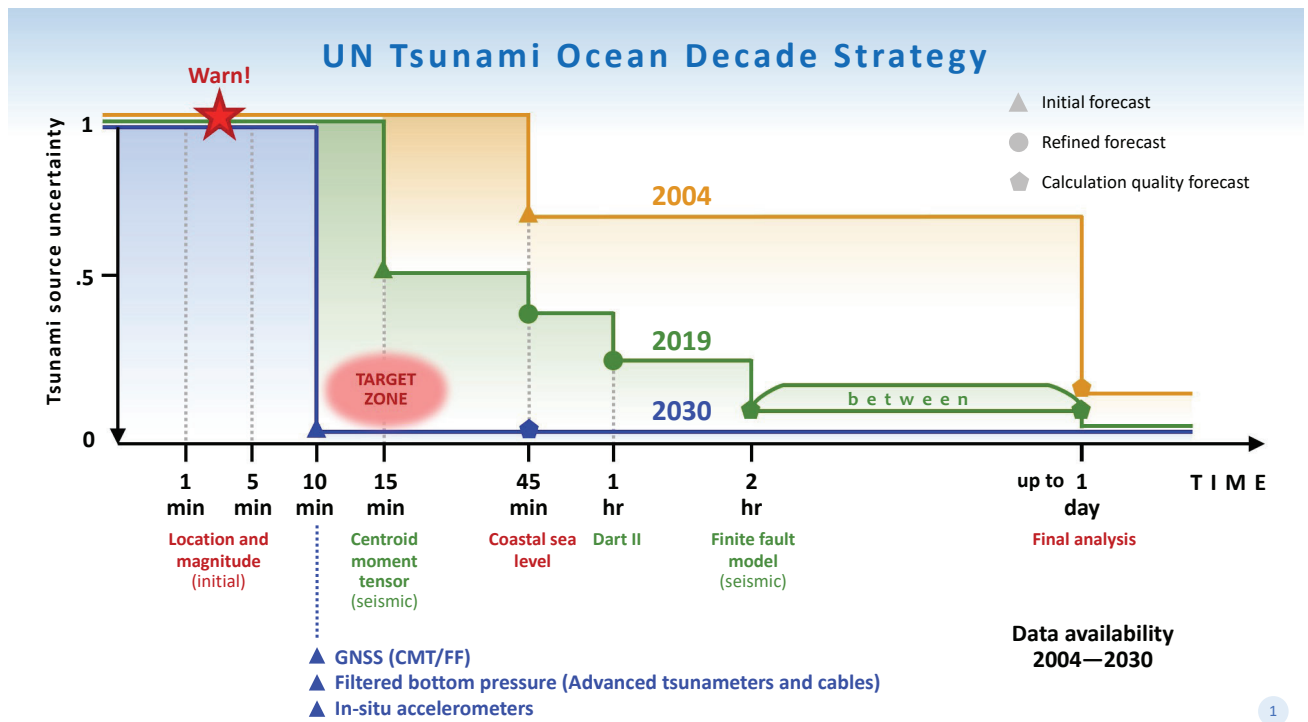 UN Tsunami Ocean Decade Strategy
Warn!
Initial forecast
Refined forecast
Calculation quality forecast
Tsunami source uncertainty
1
.5
0
2004
2019
2030
TARGET
ZONE
between
1
min
5
min
10
min
15
min
45
min
1
hr
2
hr
up to 1
day
TIME
Location and
magnitude
(initial)
Centroid
moment
tensor
(seismic)
Coastal sea
level
Dart II
Finite fault
model
(seismic)
Final analysis
GNSS (CMT/FF)
Filtered bottom pressure (Advanced tsunameters and cables)
In-situ accelerometers
Data availability
2004—2030
1